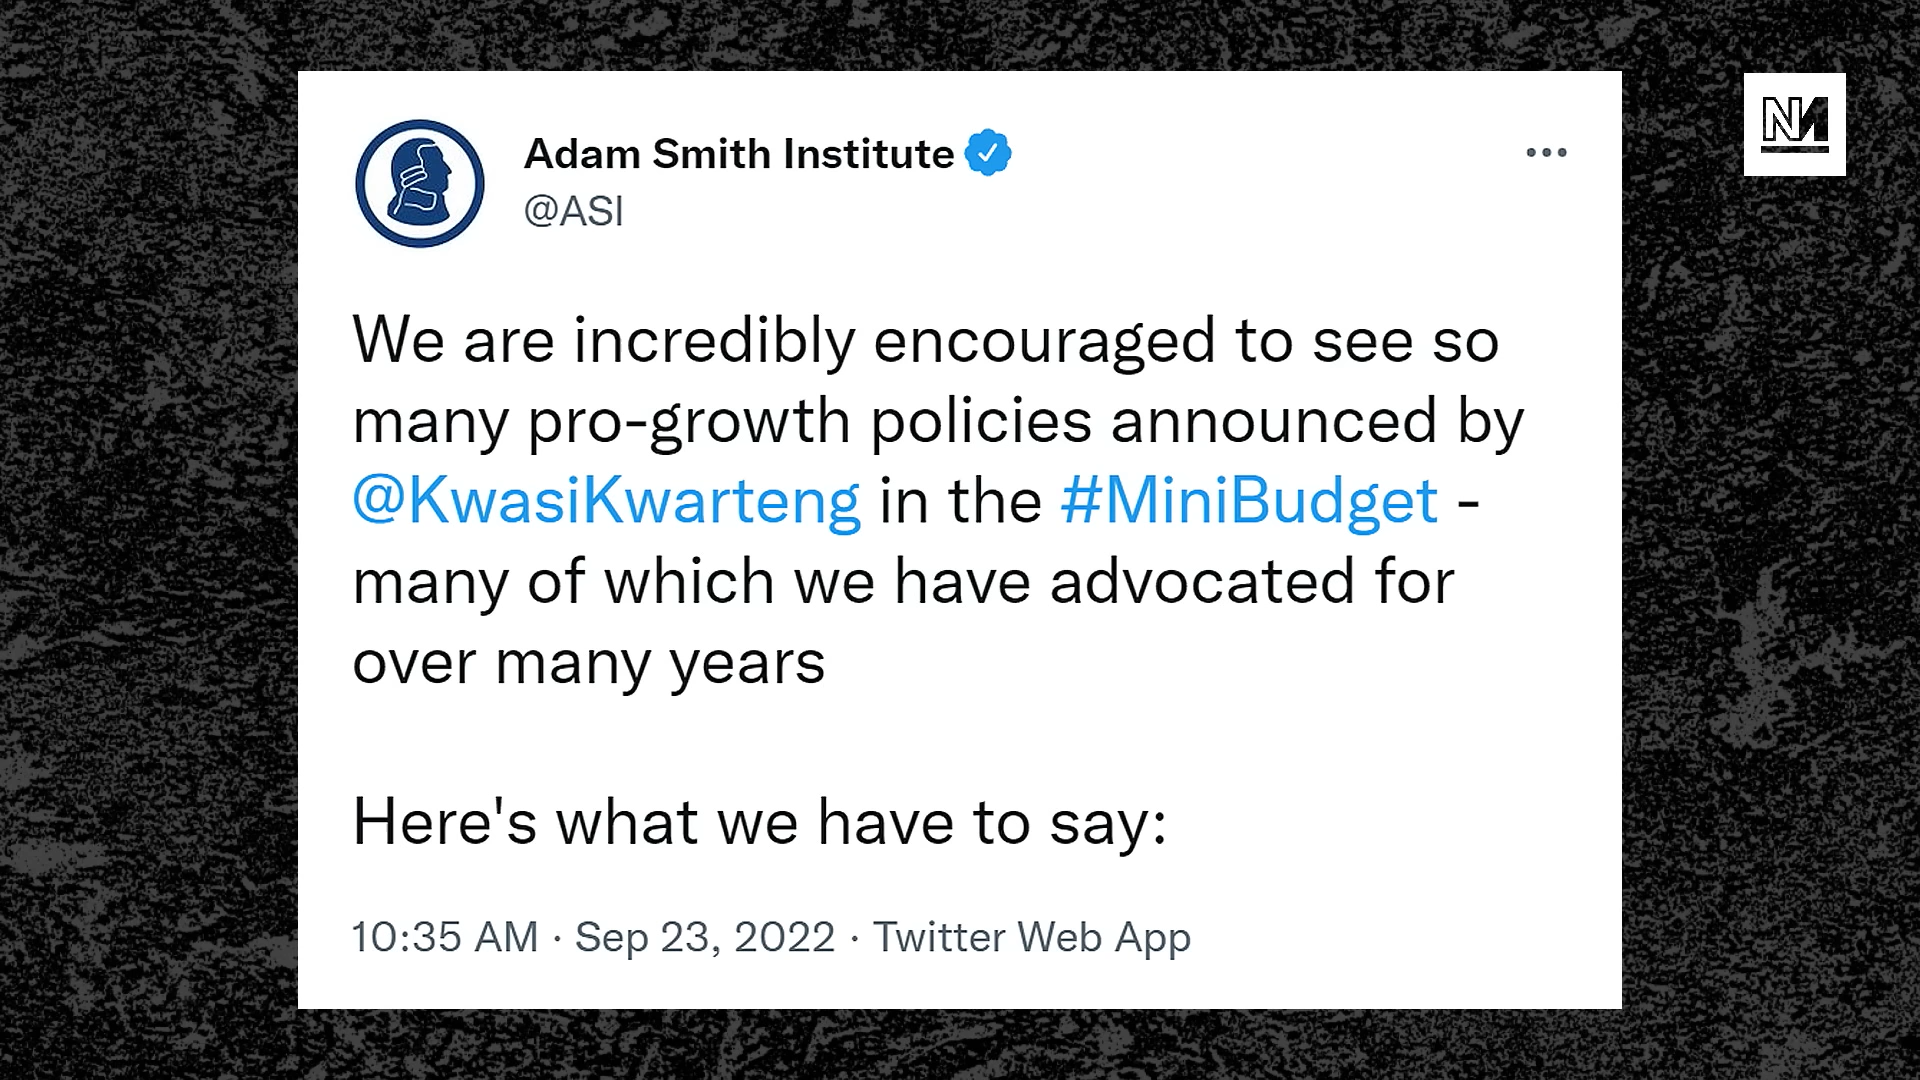 Adam Smith Institute
@ASI
We are incredibly encouraged to see so
many pro-growth policies announced by
@KwasiKwarteng in the #MiniBudget -
many of which we have advocated for
over many years
Here's what we have to say:
10:35 AM · Sep 23, 2022 · Twitter Web App
NM